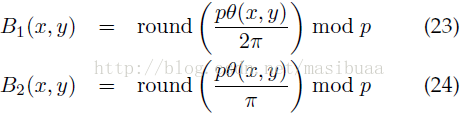 B₁(x, y) = round ( pθ(x, y) / 2π ) mod p (23)
http://blog.csdn.net/masibuaa
B₂(x, y) = round ( pθ(x, y) / π ) mod p (24)